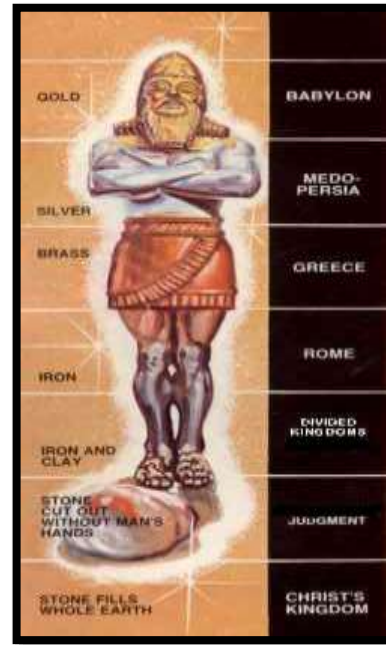 GOLD
BABYLON
SILVER
MEDO-
PERSIA
BRASS
GREECE
IRON
ROME
IRON AND
CLAY
DIVIDED
KINGDOMS
STONE
CUT OUT
WITHOUT MAN'S
HANDS
JUDGMENT
STONE FILLS
WHOLE EARTH
CHRIST'S
KINGDOM